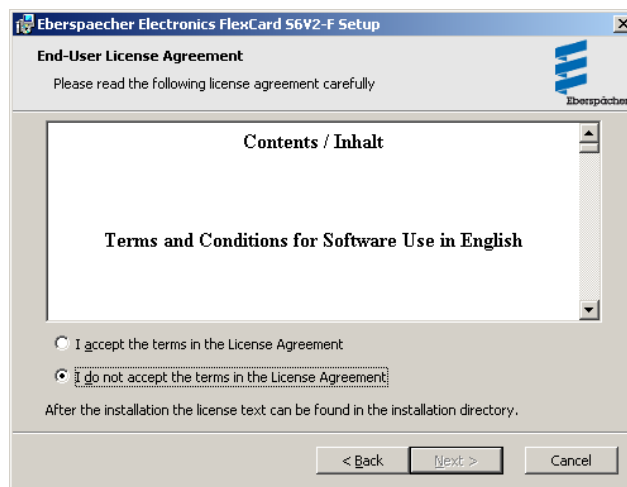 Eberspaecher Electronics FlexCard S6V2-F Setup
End-User License Agreement
Please read the following license agreement carefully
Eberspächer
Contents / Inhalt
Terms and Conditions for Software Use in English
I accept the terms in the License Agreement
I do not accept the terms in the License Agreement
After the installation the license text can be found in the installation directory.
< Back
Next >
Cancel